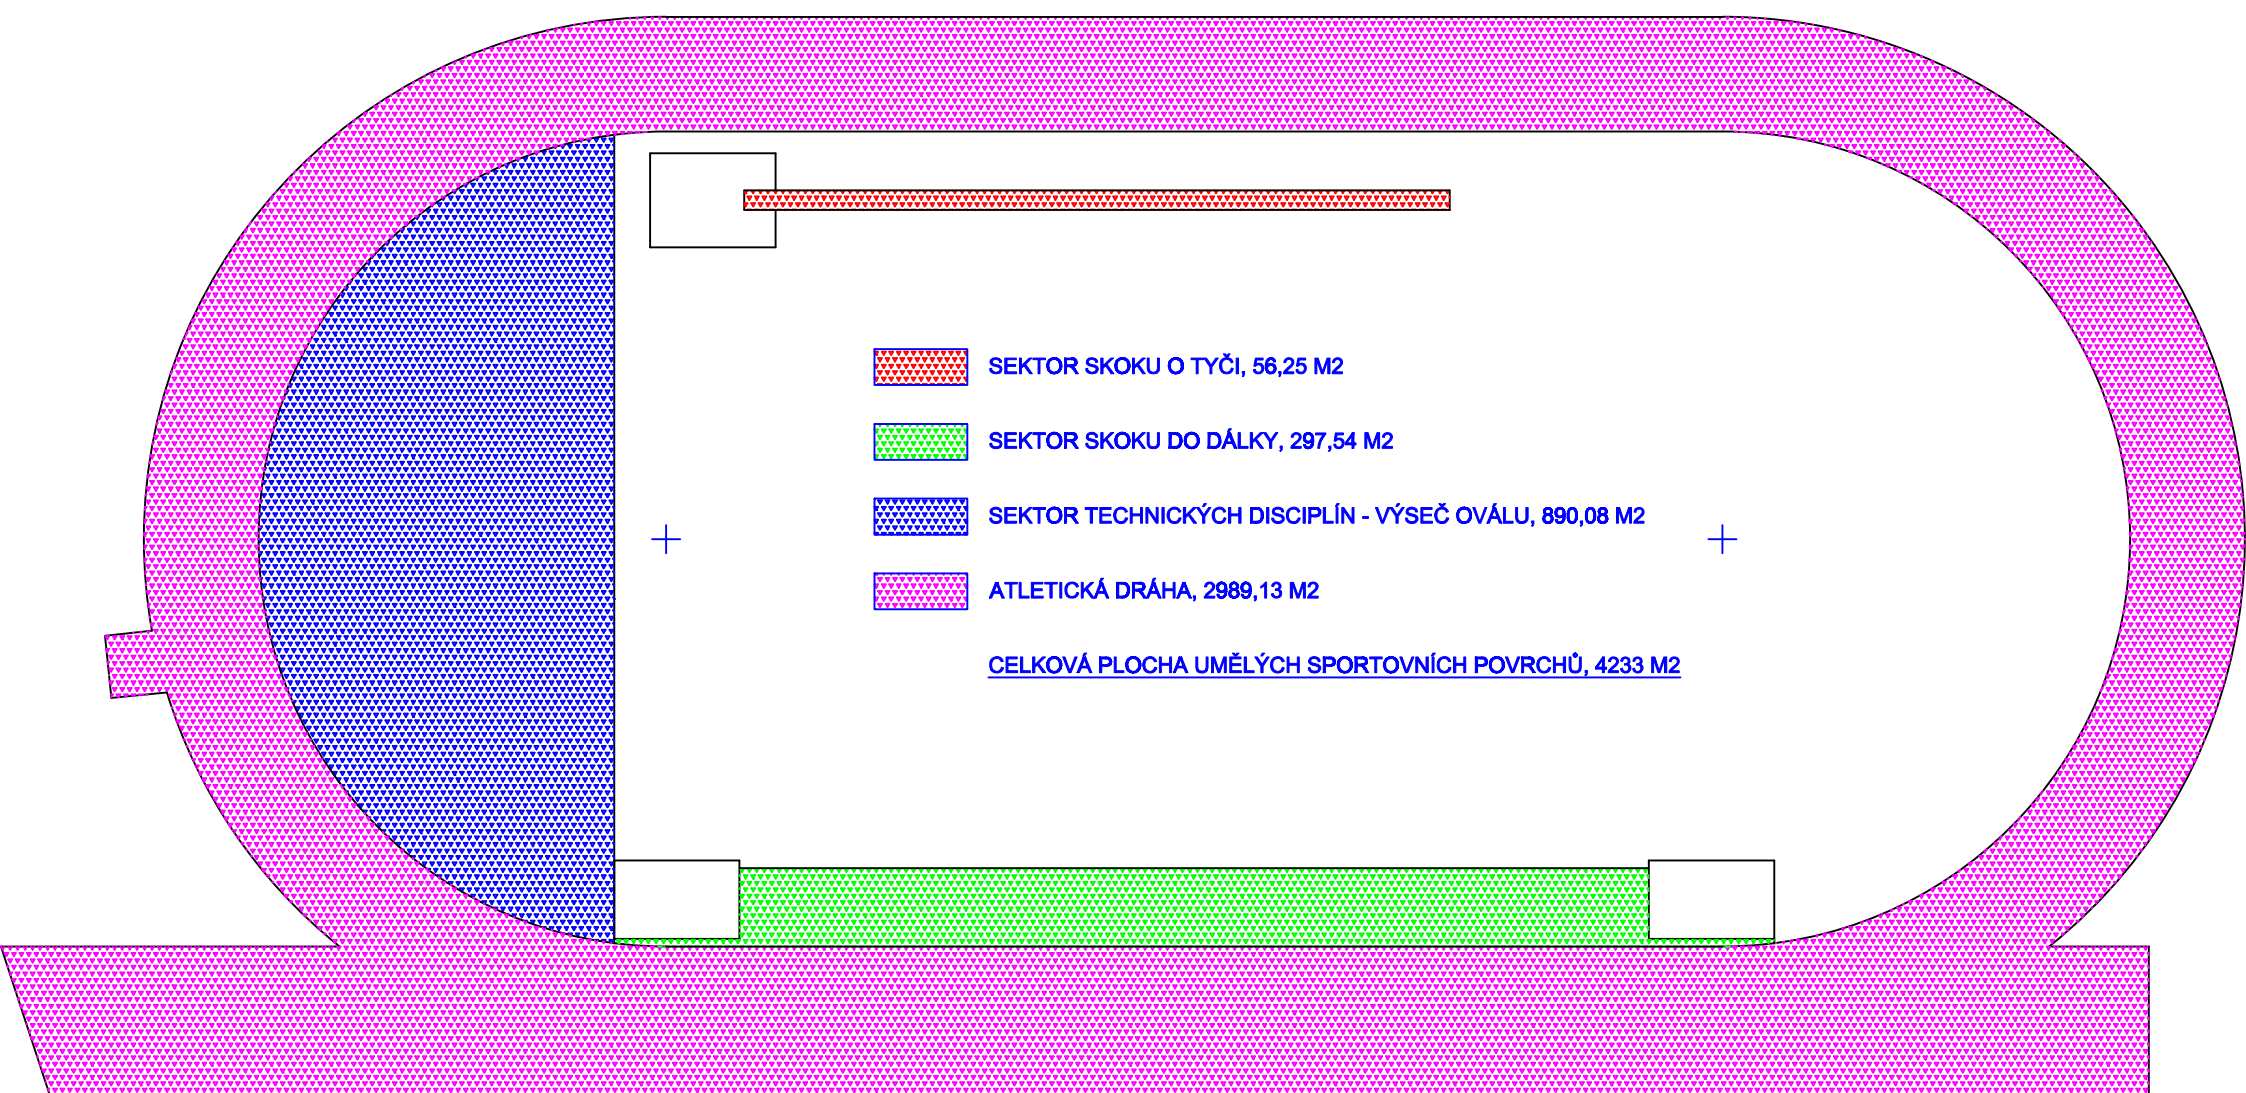 SEKTOR SKOKU O TYČI, 56,25 M2
SEKTOR SKOKU DO DÁLKY, 297,54 M2
SEKTOR TECHNICKÝCH DISCIPLÍN - VÝSEČ OVÁLU, 890,08 M2
ATLETICKÁ DRÁHA, 2989,13 M2
CELKOVÁ PLOCHA UMĚLÝCH SPORTOVNÍCH POVRCHŮ, 4233 M2